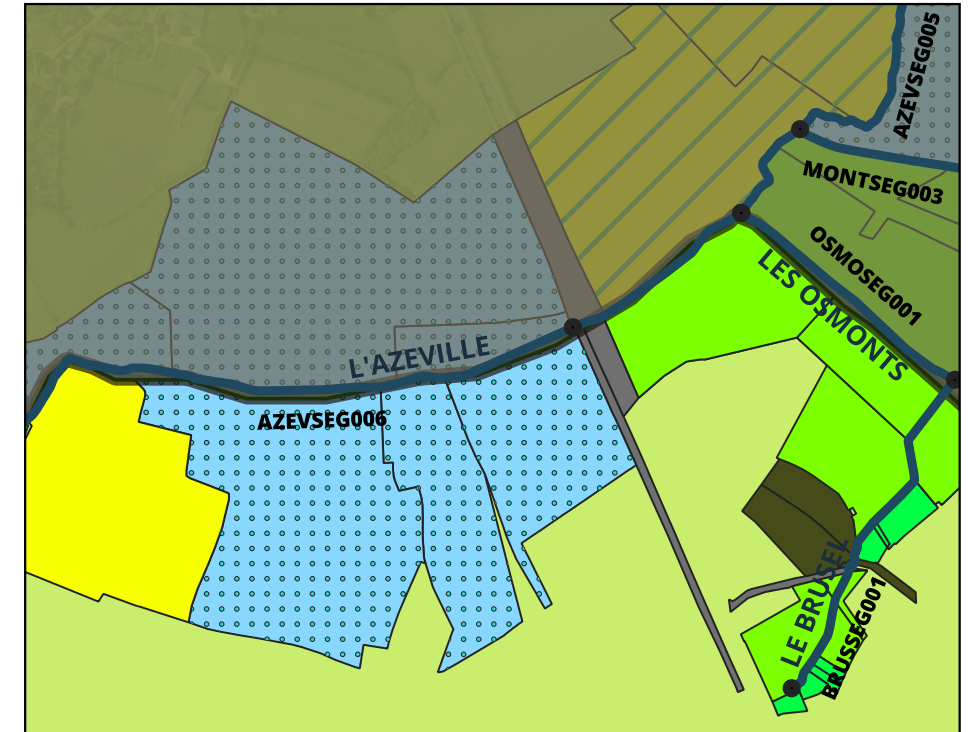 AZEVSEG005
MONTSEG003
OSMOSEG001
LES OSMONTS
L'AZEVILLE
AZEVSEG006
LE BRUSEL
BRUSSEG001